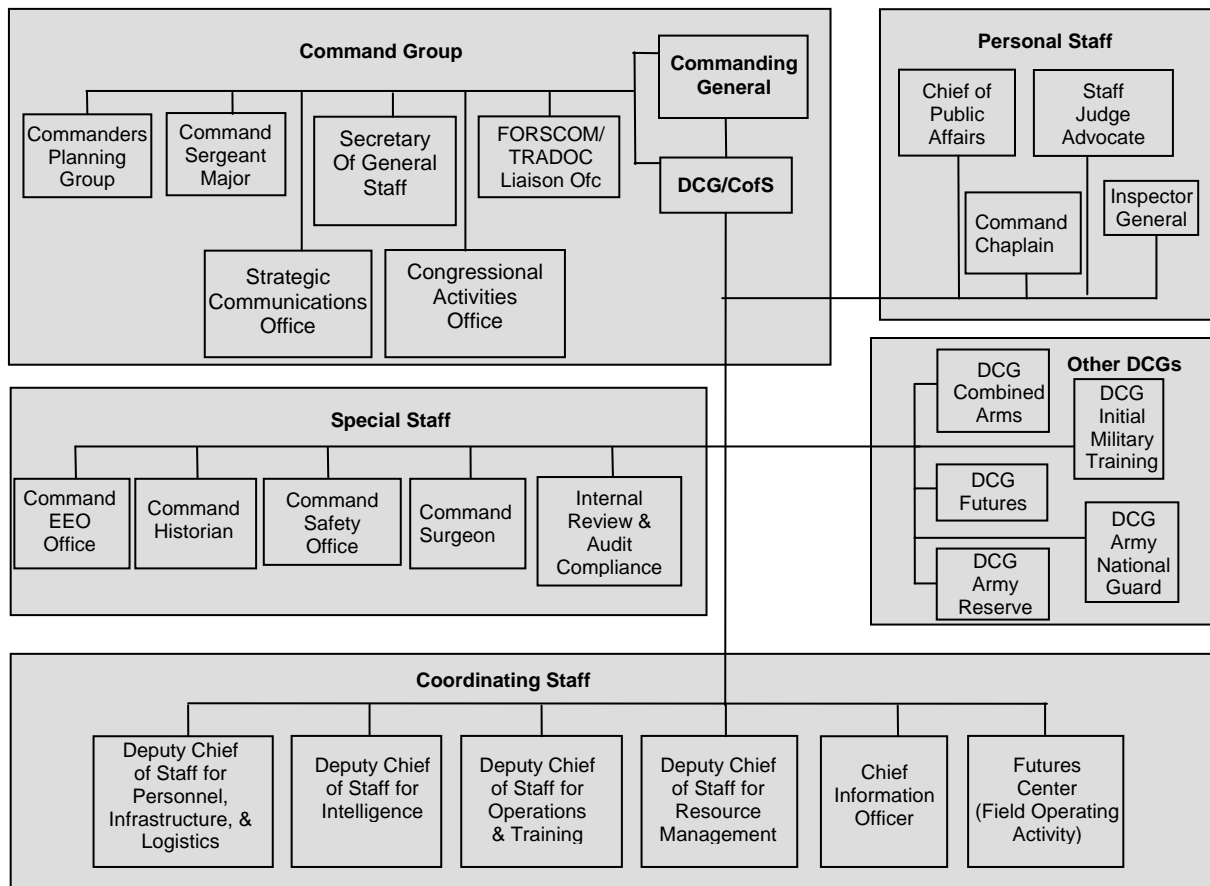 Command Group
Commanding
General
Commanders
Planning
Group
Command
Sergeant
Major
Secretary
Of General
Staff
FORSCOM/
TRADOC
Liaison Ofc
DCG/CofS
Strategic
Communications
Office
Congressional
Activities
Office
Personal Staff
Chief of
Public
Affairs
Staff
Judge
Advocate
Command
Chaplain
Inspector
General
Special Staff
Command
EEO
Office
Command
Historian
Command
Safety
Office
Command
Surgeon
Internal
Review &
Audit
Compliance
Other DCGs
DCG
Combined
Arms
DCG
Initial
Military
Training
DCG
Futures
DCG
Army
National
Guard
DCG
Army
Reserve
Coordinating Staff
Deputy Chief
of Staff for
Personnel,
Infrastructure, &
Logistics
Deputy Chief
of Staff for
Intelligence
Deputy Chief
of Staff for
Operations
& Training
Deputy Chief
of Staff for
Resource
Management
Chief
Information
Officer
Futures
Center
(Field Operating
Activity)